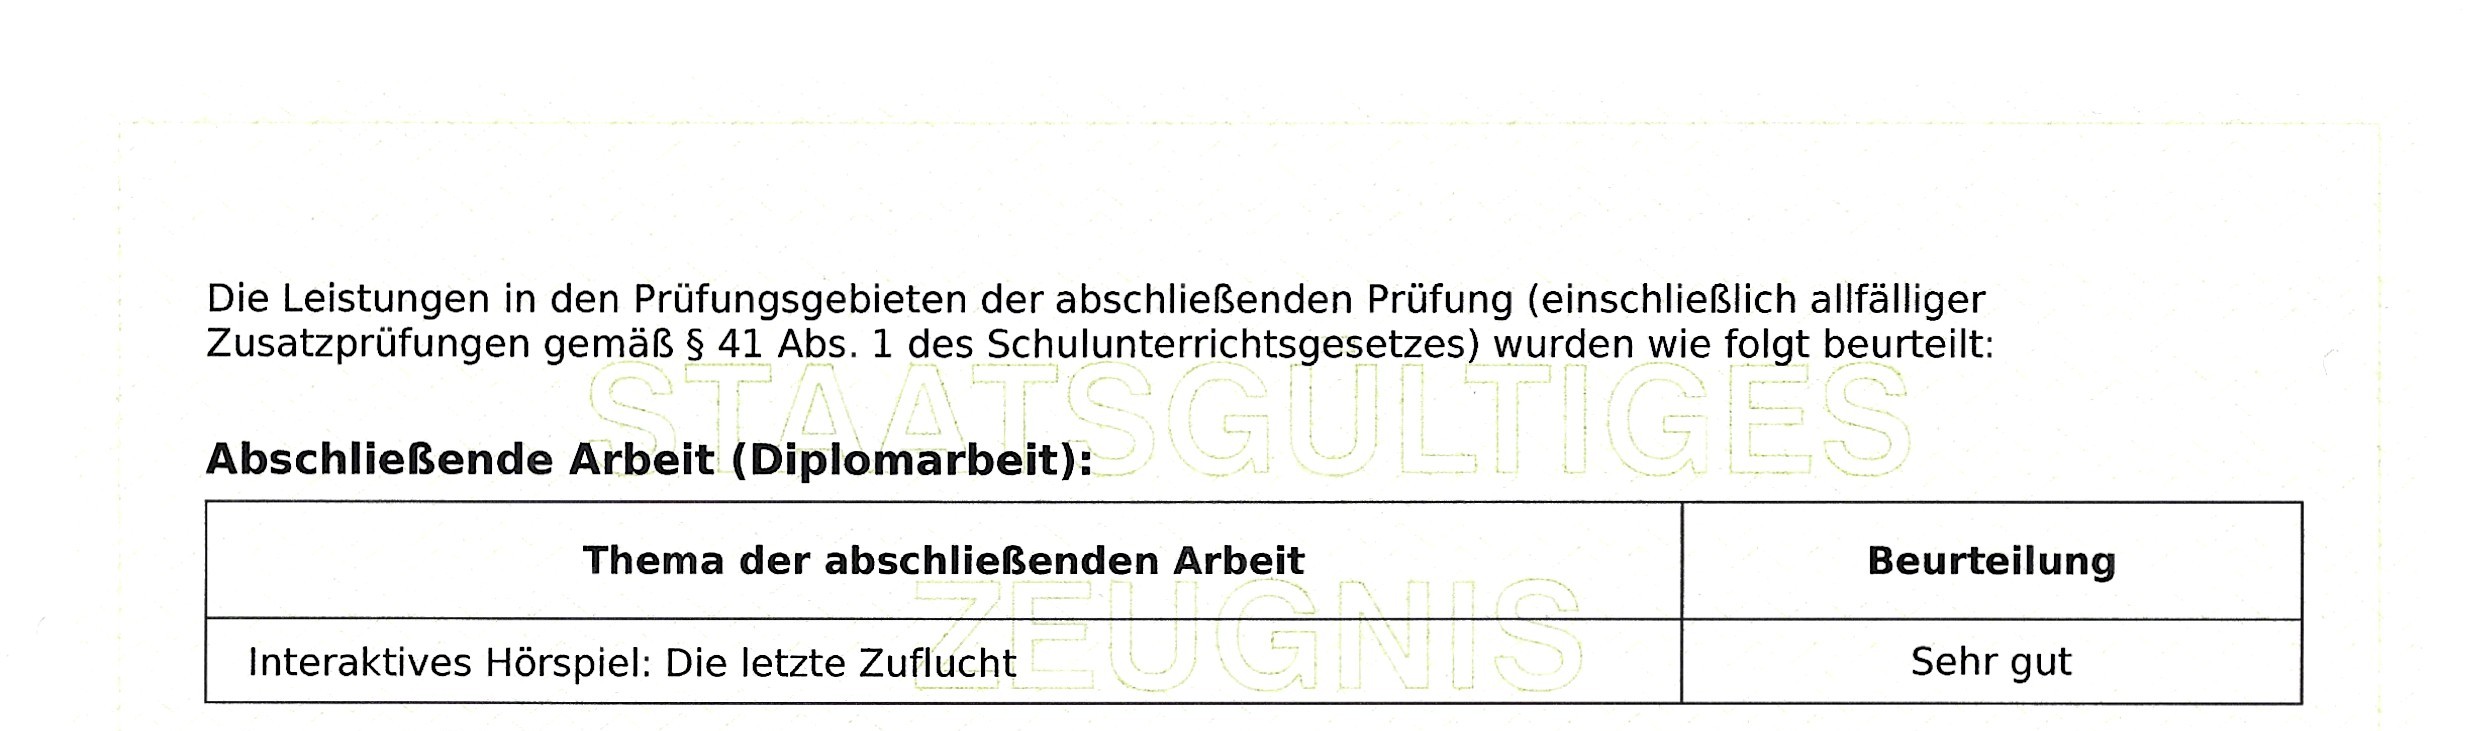 Die Leistungen in den Prüfungsgebieten der abschließenden Prüfung (einschließlich allfälliger
Zusatzprüfungen gemäß § 41 Abs. 1 des Schulunterrichtsgesetzes) wurden wie folgt beurteilt:
STAATSGÜLTIGES
Abschließende Arbeit (Diplomarbeit):
Thema der abschließenden Arbeit
Beurteilung
ZEUGNIS
Interaktives Hörspiel: Die letzte Zuflucht
Sehr gut